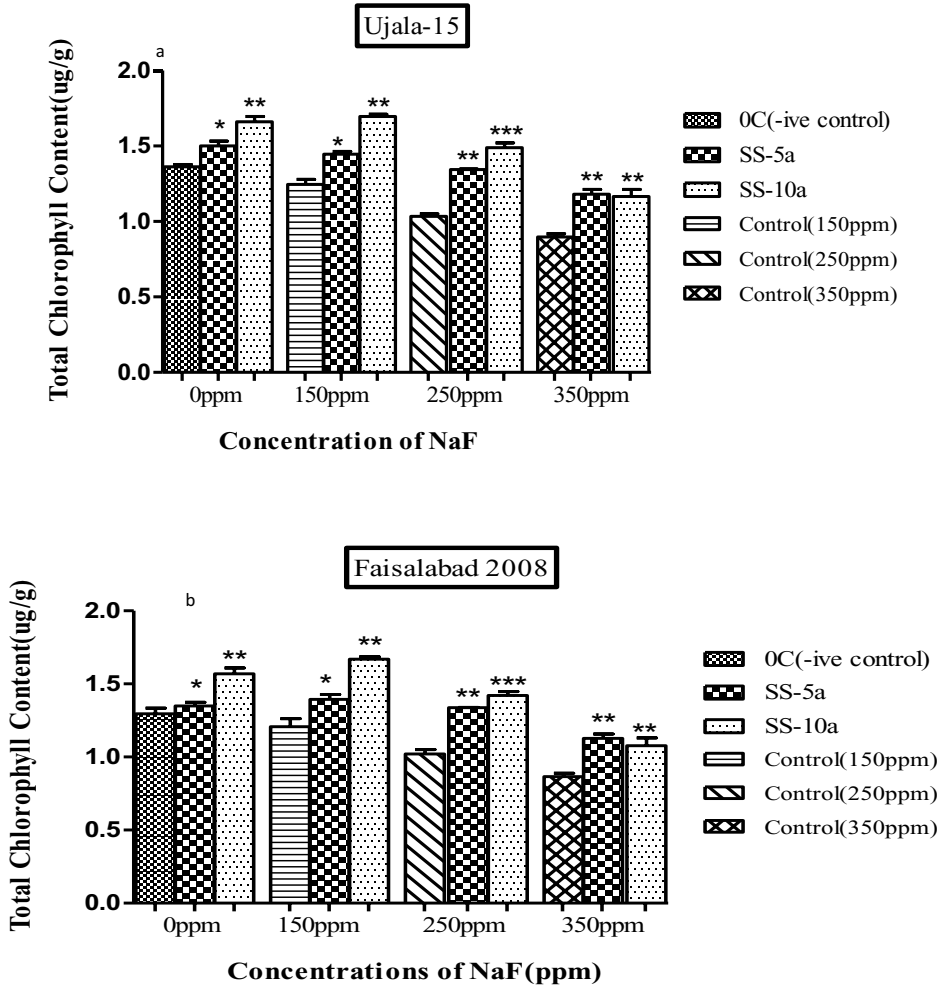 Ujala-15
a
Total Chlorophyll Content(ug/g)
2.0
1.5
1.0
0.5
0.0
* ** * ** ** *** ** **
0ppm 150ppm 250ppm 350ppm
Concentration of NaF
0C(-ive control)
SS-5a
SS-10a
Control(150ppm)
Control(250ppm)
Control(350ppm)
Faisalabad 2008
b
Total Chlorophyll Content(ug/g)
2.0
1.5
1.0
0.5
0.0
* ** * ** ** *** ** **
0ppm 150ppm 250ppm 350ppm
Concentrations of NaF(ppm)
0C(-ive control)
SS-5a
SS-10a
Control(150ppm)
Control(250ppm)
Control(350ppm)